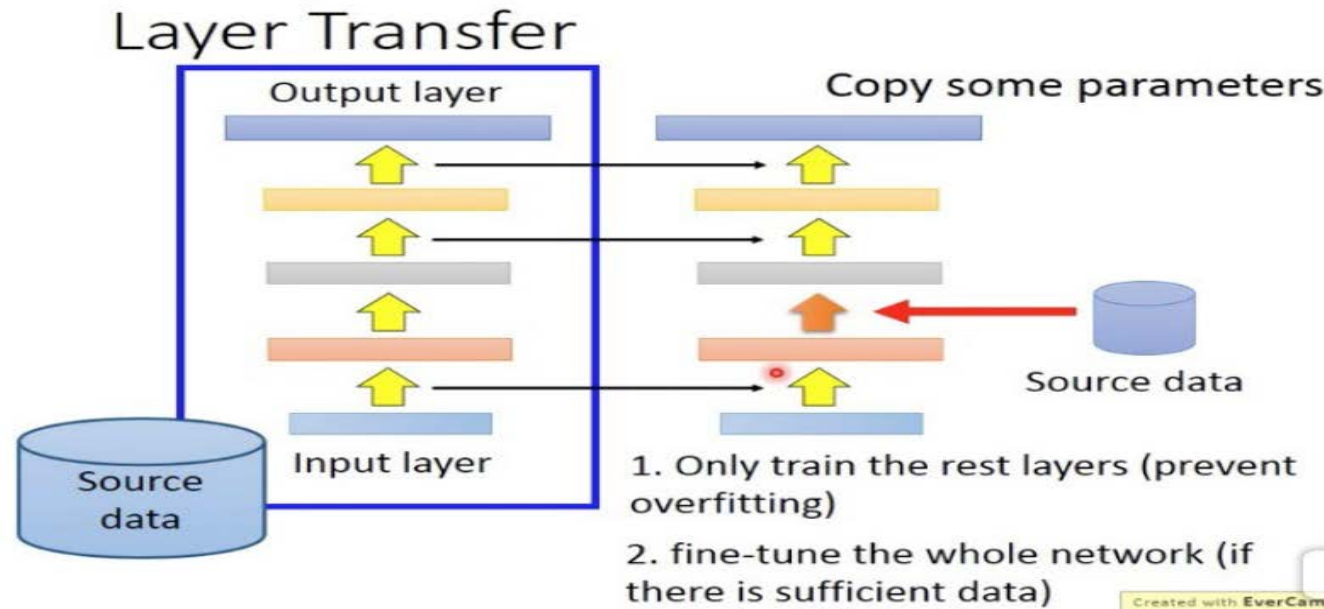 Layer Transfer
Output layer
Copy some parameters
Source data
Input layer
Source
data
1. Only train the rest layers (prevent
overfitting)
2. fine-tune the whole network (if
there is sufficient data)
Created with EverCam